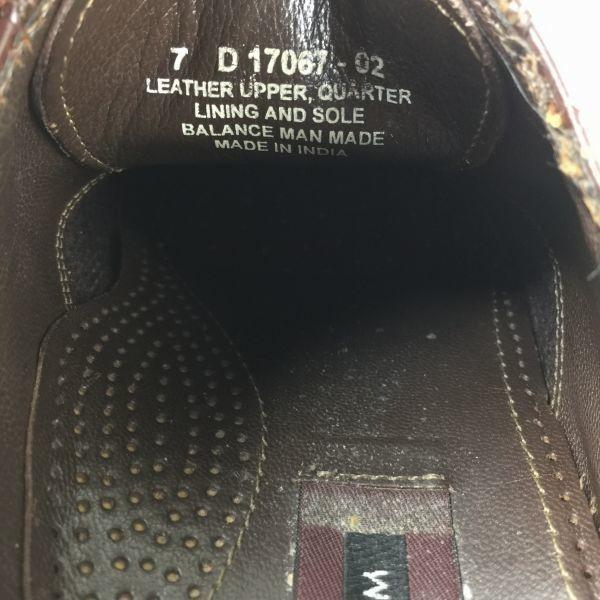 7 D 17067 - 02
LEATHER UPPER, QUARTER
LINING AND SOLE
BALANCE MAN MADE
MADE IN INDIA